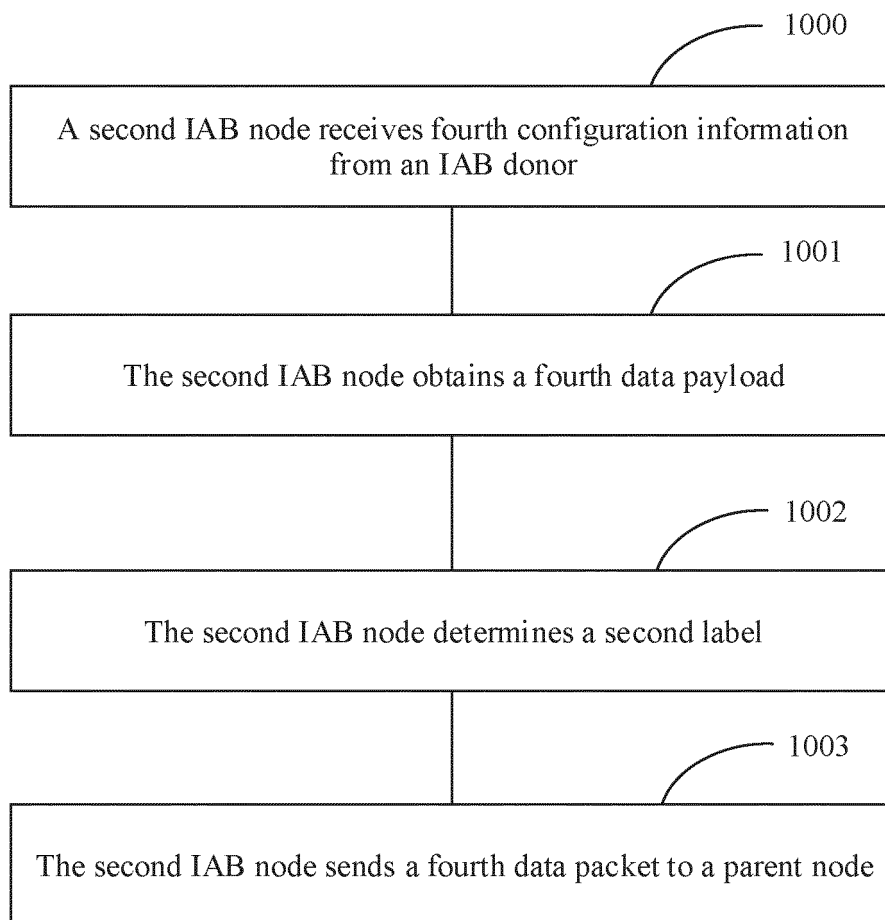 1000
A second IAB node receives fourth configuration information
from an IAB donor
1001
The second IAB node obtains a fourth data payload
1002
The second IAB node determines a second label
1003
The second IAB node sends a fourth data packet to a parent node